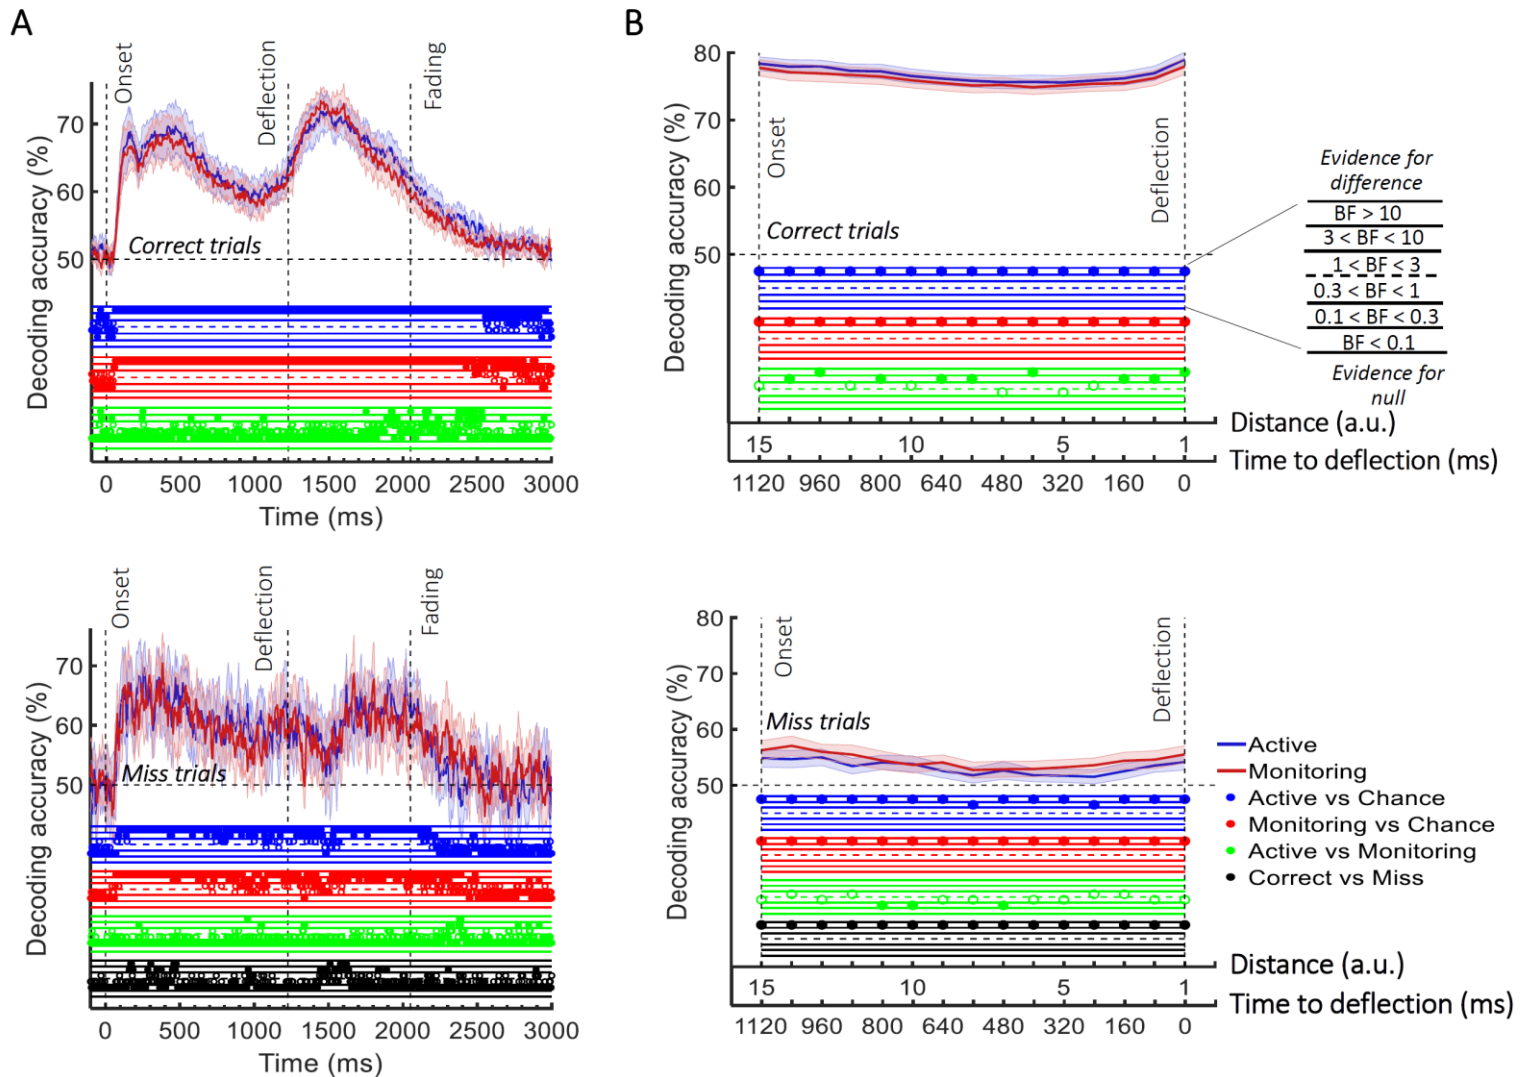 A
Onset
Deflection
Fading
70
60
50
Decoding accuracy (%)
Correct trials
0
500
1000
1500
2000
2500
3000
Time (ms)
B
80
70
60
50
Decoding accuracy (%)
Onset
Deflection
Correct trials
Evidence for
difference
BF > 10
3 < BF < 10
1 < BF < 3
0.3 < BF < 1
0.1 < BF < 0.3
BF < 0.1
Evidence for
null
Distance (a.u.)
15
10
5
1
Time to deflection (ms)
1120
960
800
640
480
320
160
0
Onset
Deflection
Fading
70
60
50
Decoding accuracy (%)
Miss trials
0
500
1000
1500
2000
2500
3000
Time (ms)
80
70
60
50
Decoding accuracy (%)
Onset
Deflection
Miss trials
Active
Monitoring
Active vs Chance
Monitoring vs Chance
Active vs Monitoring
Correct vs Miss
Distance (a.u.)
15
10
5
1
Time to deflection (ms)
1120
960
800
640
480
320
160
0